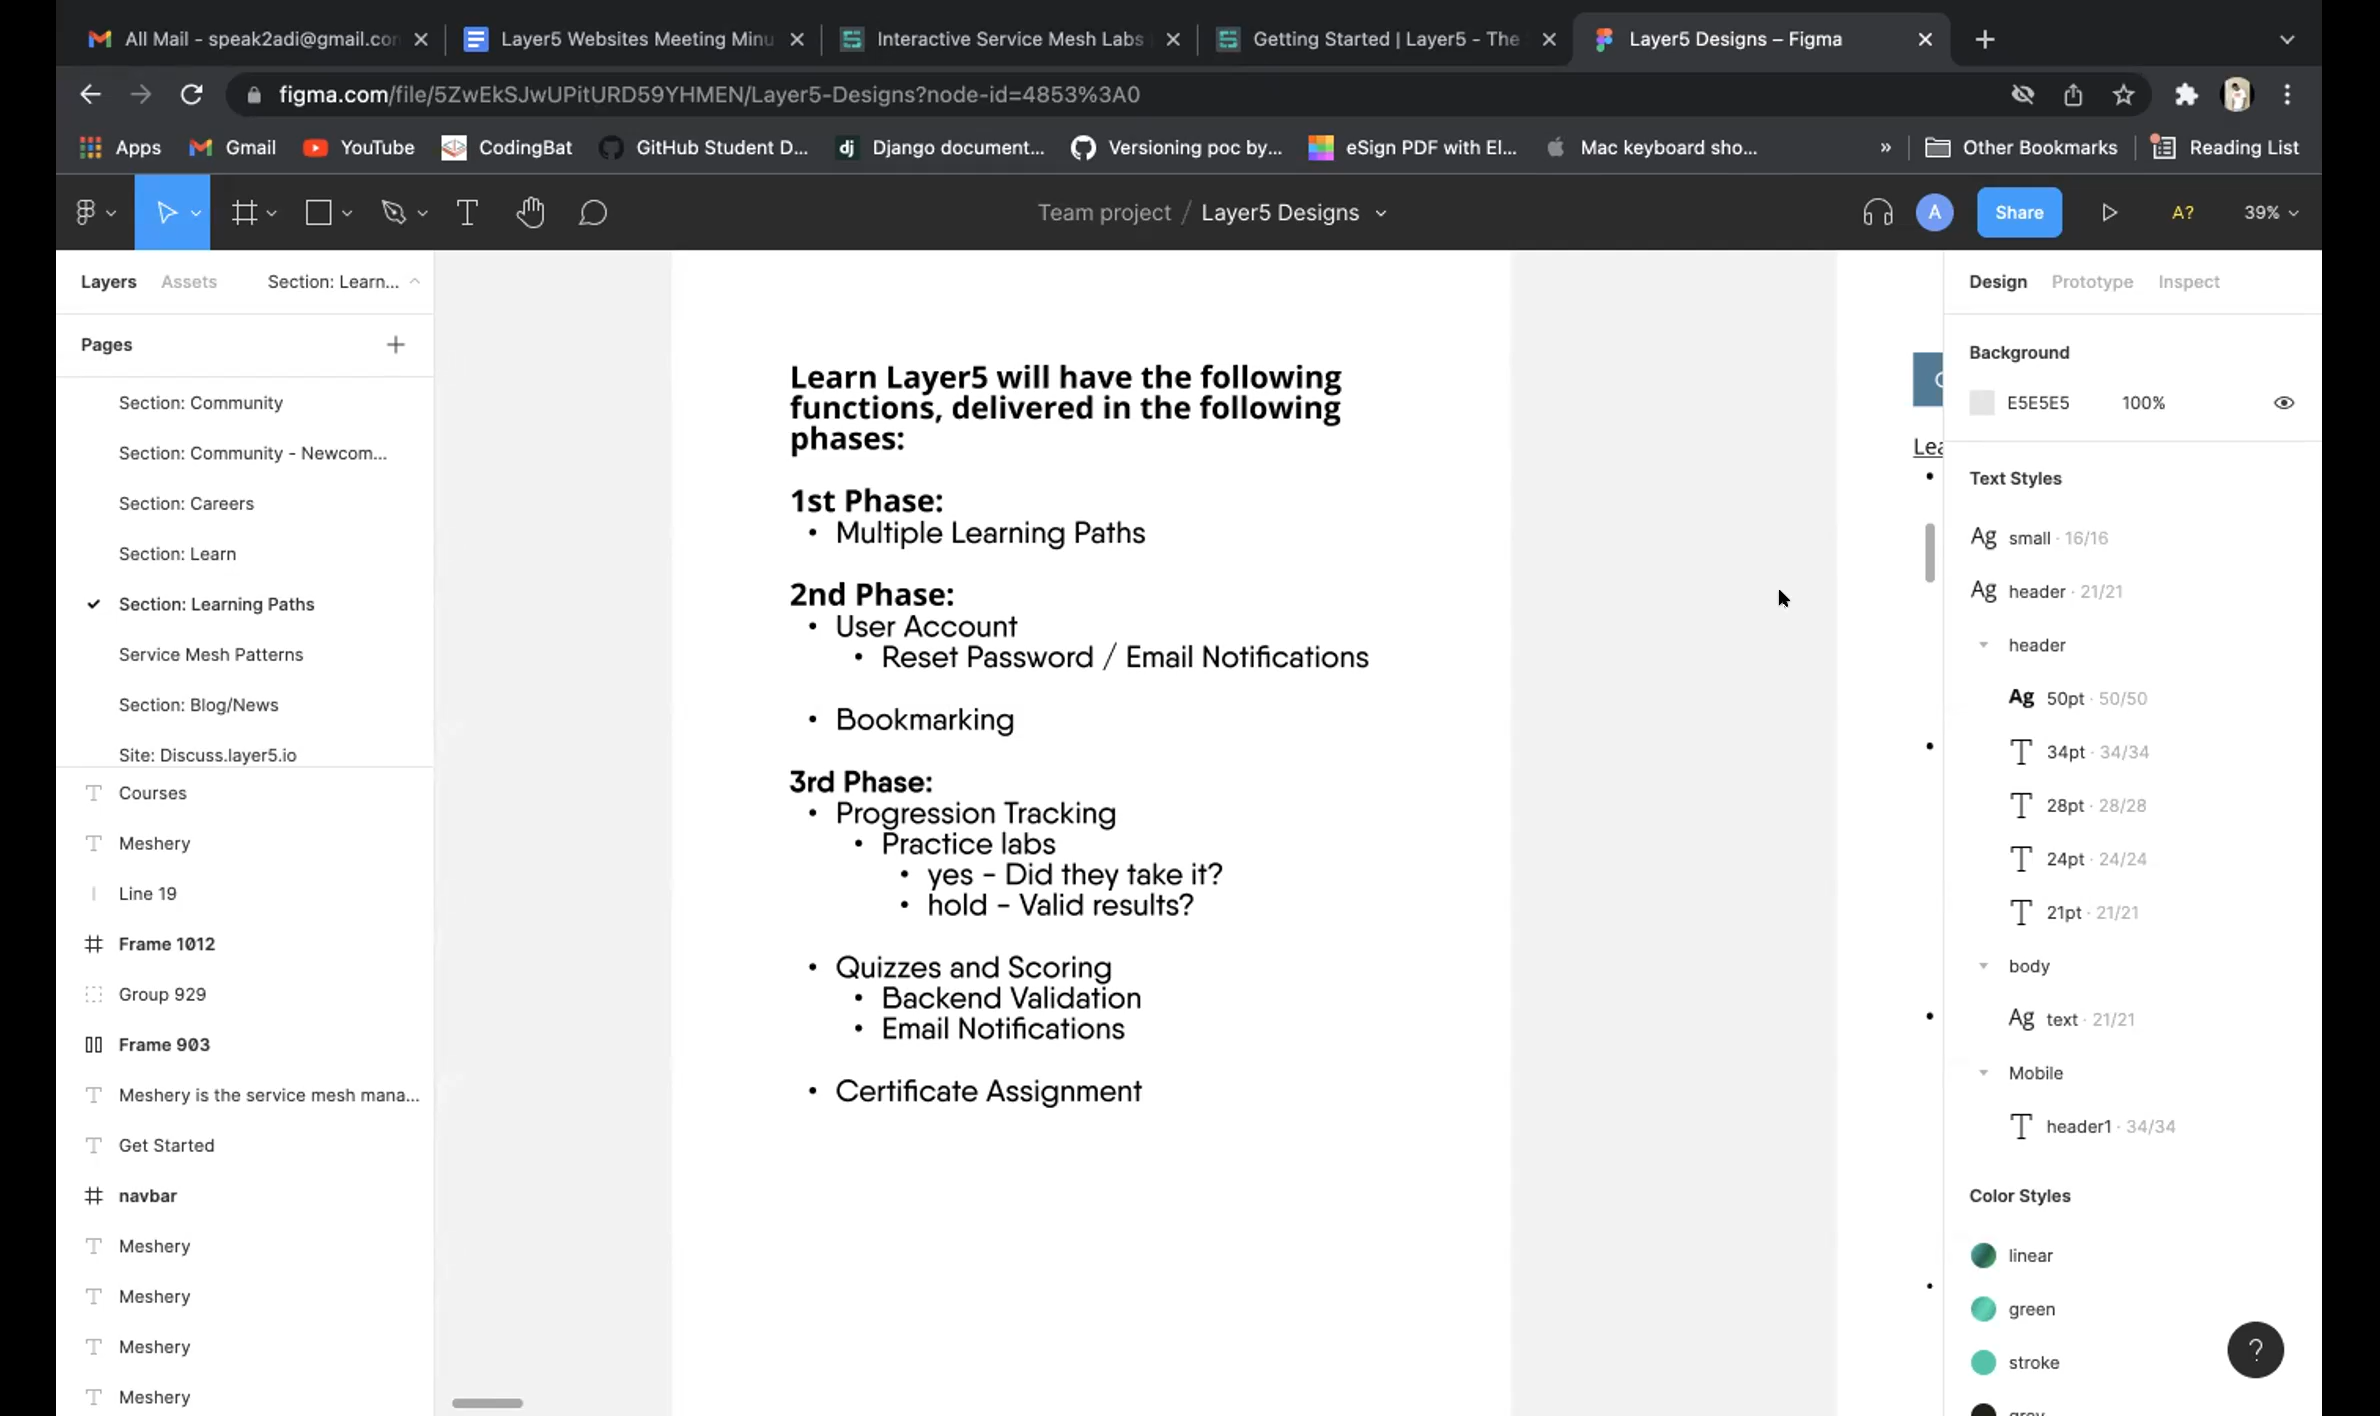 All Mail - speak2adi@gmail.con
Layer5 Websites Meeting Minu
Interactive Service Mesh Labs
Getting Started | Layer5 - The
Layer5 Designs – Figma
figma.com/file/5ZwEkSJwUPitURD59YHMEN/Layer5-Designs?node-id=4853%3A0
Apps
Gmail
YouTube
CodingBat
GitHub Student D...
dj
Django document...
Versioning poc by...
eSign PDF with El...
Mac keyboard sho...
»
Other Bookmarks
Reading List
Team project / Layer5 Designs
A
Share
A?
39%
Layers
Assets
Section: Learn...
Pages
Section: Community
Section: Community - Newcom...
Section: Careers
Section: Learn
Section: Learning Paths
Service Mesh Patterns
Section: Blog/News
Site: Discuss.layer5.io
Courses
Meshery
Line 19
Frame 1012
Group 929
Frame 903
Meshery is the service mesh mana...
Get Started
navbar
Meshery
Meshery
Meshery
Meshery
Learn Layer5 will have the following
functions, delivered in the following
phases:
1st Phase:
• Multiple Learning Paths
2nd Phase:
• User Account
• Reset Password / Email Notifications
• Bookmarking
3rd Phase:
• Progression Tracking
• Practice labs
• yes - Did they take it?
• hold - Valid results?
• Quizzes and Scoring
• Backend Validation
• Email Notifications
• Certificate Assignment
Lea
Design
Prototype
Inspect
Background
E5E5E5
100%
Text Styles
Ag small · 16/16
Ag header · 21/21
header
Ag 50pt · 50/50
T 34pt · 34/34
T 28pt · 28/28
T 24pt · 24/24
T 21pt · 21/21
body
Ag text · 21/21
Mobile
T header1 · 34/34
Color Styles
linear
green
stroke
?